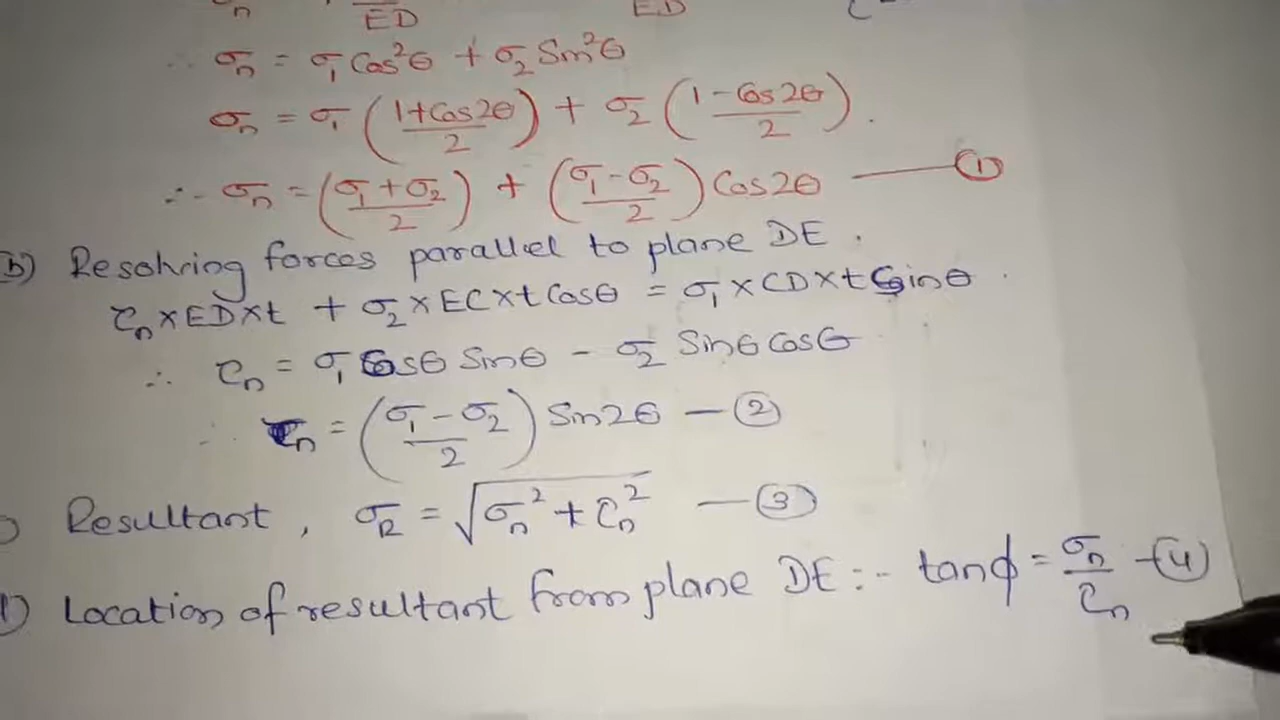 n
ED
ED
∴ σn = σ1 Cos²θ + σ2 Sin²θ
σn = σ1 (1+Cos2θ / 2) + σ2 (1-Cos2θ / 2).
∴ σn = (σ1 + σ2 / 2) + (σ1 - σ2 / 2) Cos2θ —— ①
b) Resolving forces parallel to plane DE.
τn × ED × t + σ2 × EC × t Cosθ = σ1 × CD × t Sinθ.
∴ τn = σ1 Cosθ Sinθ - σ2 Sinθ Cosθ
∴ τn = (σ1 - σ2 / 2) Sin2θ — ②
) Resultant, σR = √(σn² + τn²) — ③
d) Location of resultant from plane DE :- tanφ = σn / τn - ④